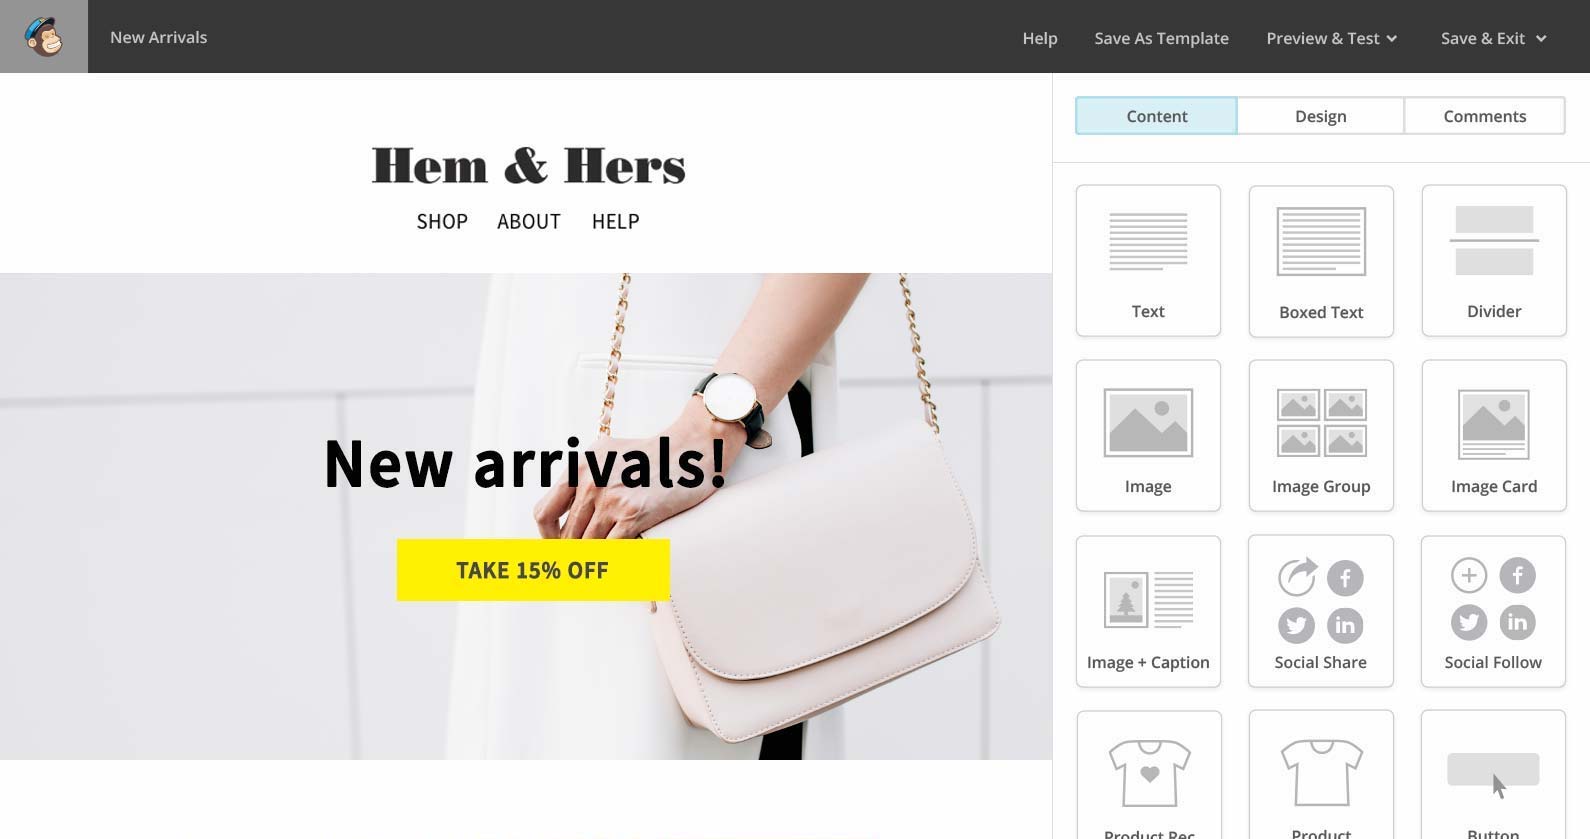 New Arrivals
Help
Save As Template
Preview & Test
Save & Exit
Hem & Hers
SHOP ABOUT HELP
New arrivals!
TAKE 15% OFF
Content
Design
Comments
Text
Boxed Text
Divider
Image
Image Group
Image Card
Image + Caption
Social Share
Social Follow
Product Rec
Product
Button